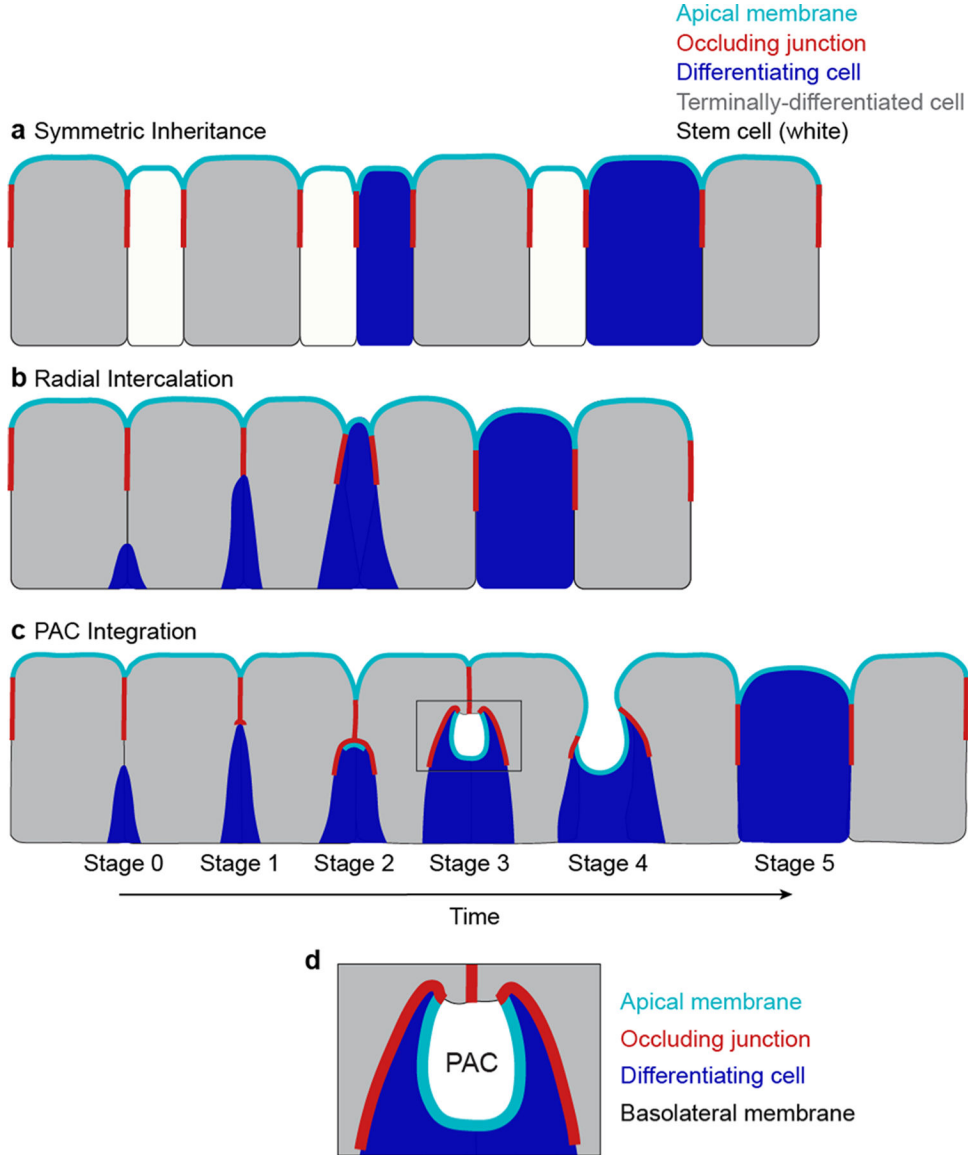 Apical membrane
Occluding junction
Differentiating cell
Terminally-differentiated cell
Stem cell (white)
a Symmetric Inheritance
b Radial Intercalation
c PAC Integration
Stage 0 Stage 1 Stage 2 Stage 3 Stage 4 Stage 5
Time
d
PAC
Apical membrane
Occluding junction
Differentiating cell
Basolateral membrane